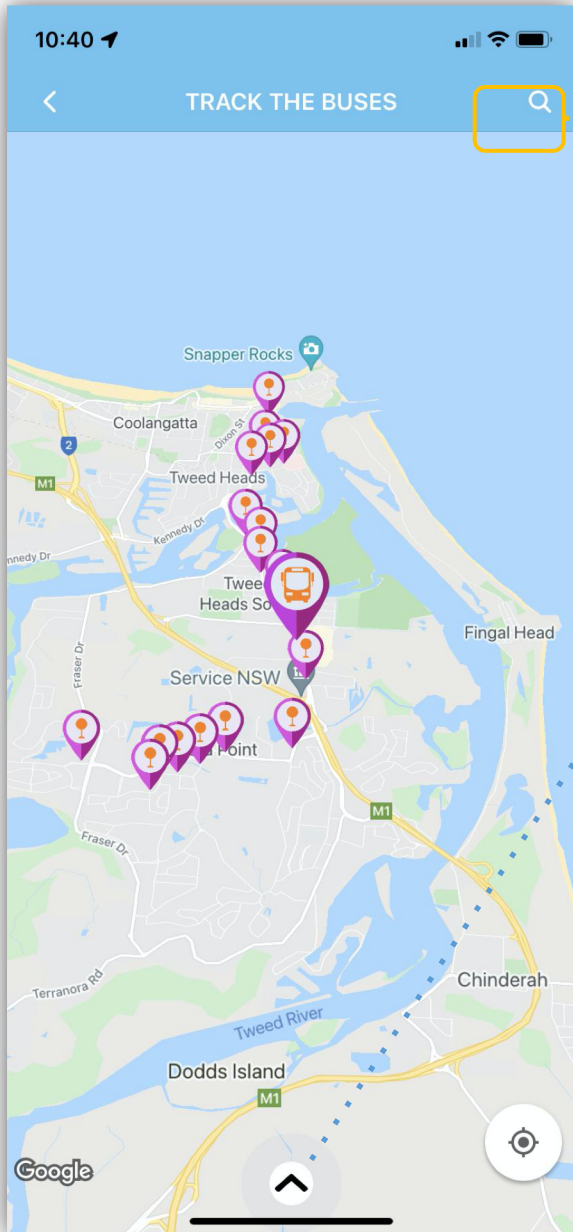 10:40
TRACK THE BUSES
Snapper Rocks
Coolangatta
Dixon St
2
M1
Tweed Heads
Kennedy Dr
nnedy Dr
Twee
Heads So
Fingal Head
Fraser Dr
Service NSW
Point
M1
Fraser Dr
Chinderah
Terranora Rd
Tweed River
Dodds Island
M1
Google